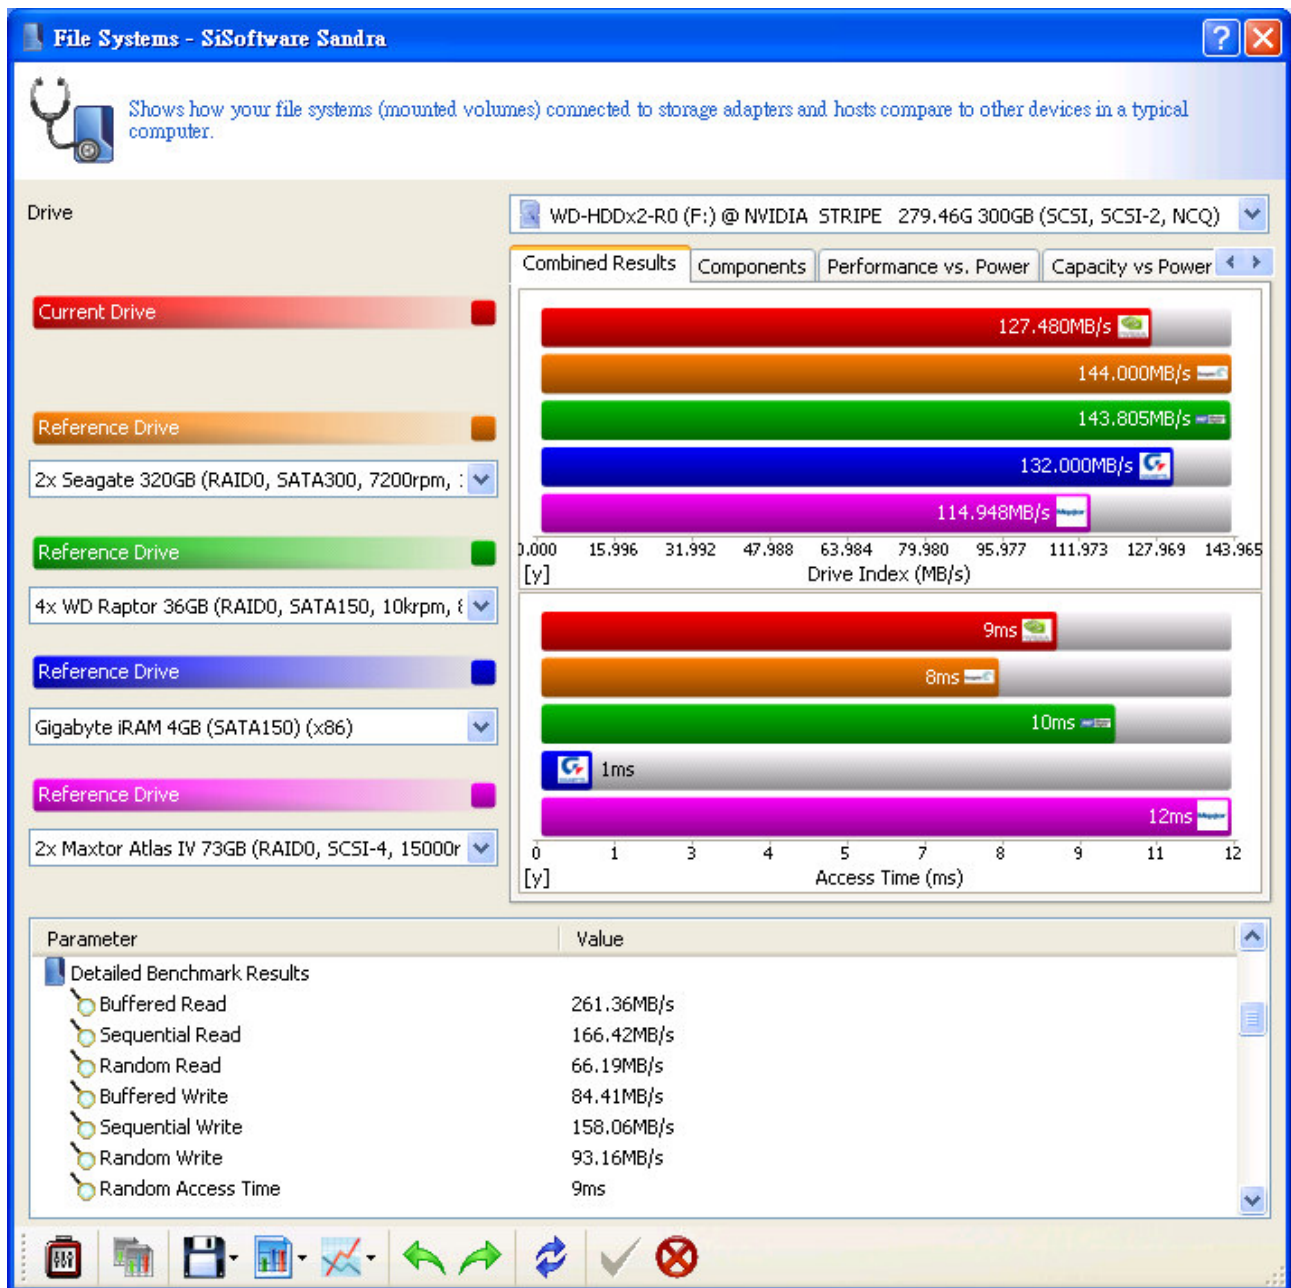 File Systems - SiSoftware Sandra
Shows how your file systems (mounted volumes) connected to storage adapters and hosts compare to other devices in a typical
computer.
Drive
WD-HDDx2-R0 (F:) @ NVIDIA STRIPE 279.46G 300GB (SCSI, SCSI-2, NCQ)
Combined Results
Components
Performance vs. Power
Capacity vs Power
Current Drive
Reference Drive
2x Seagate 320GB (RAID0, SATA300, 7200rpm,
Reference Drive
4x WD Raptor 36GB (RAID0, SATA150, 10krpm,
Reference Drive
Gigabyte iRAM 4GB (SATA150) (x86)
Reference Drive
2x Maxtor Atlas IV 73GB (RAID0, SCSI-4, 15000r
127.480MB/s
144.000MB/s
143.805MB/s
132.000MB/s
114.948MB/s
0.000 15.996 31.992 47.988 63.984 79.980 95.977 111.973 127.969 143.965
[y]
Drive Index (MB/s)
9ms
8ms
10ms
1ms
12ms
0 1 3 4 5 7 8 9 11 12
[y]
Access Time (ms)
Parameter Value
Detailed Benchmark Results
Buffered Read 261.36MB/s
Sequential Read 166.42MB/s
Random Read 66.19MB/s
Buffered Write 84.41MB/s
Sequential Write 158.06MB/s
Random Write 93.16MB/s
Random Access Time 9ms